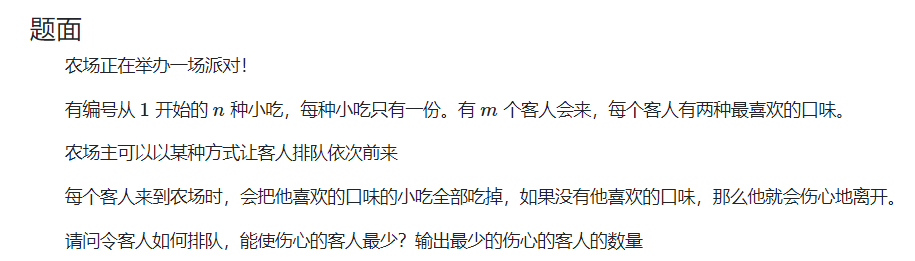 题面
农场正在举办一场派对！
有编号从 1 开始的 n 种小吃，每种小吃只有一份。有 m 个客人会来，每个客人有两种最喜欢的口味。
农场主可以以某种方式让客人排队依次前来
每个客人来到农场时，会把他喜欢的口味的小吃全部吃掉，如果没有他喜欢的口味，那么他就会伤心地离开。
请问令客人如何排队，能使伤心的客人最少？输出最少的伤心的客人的数量